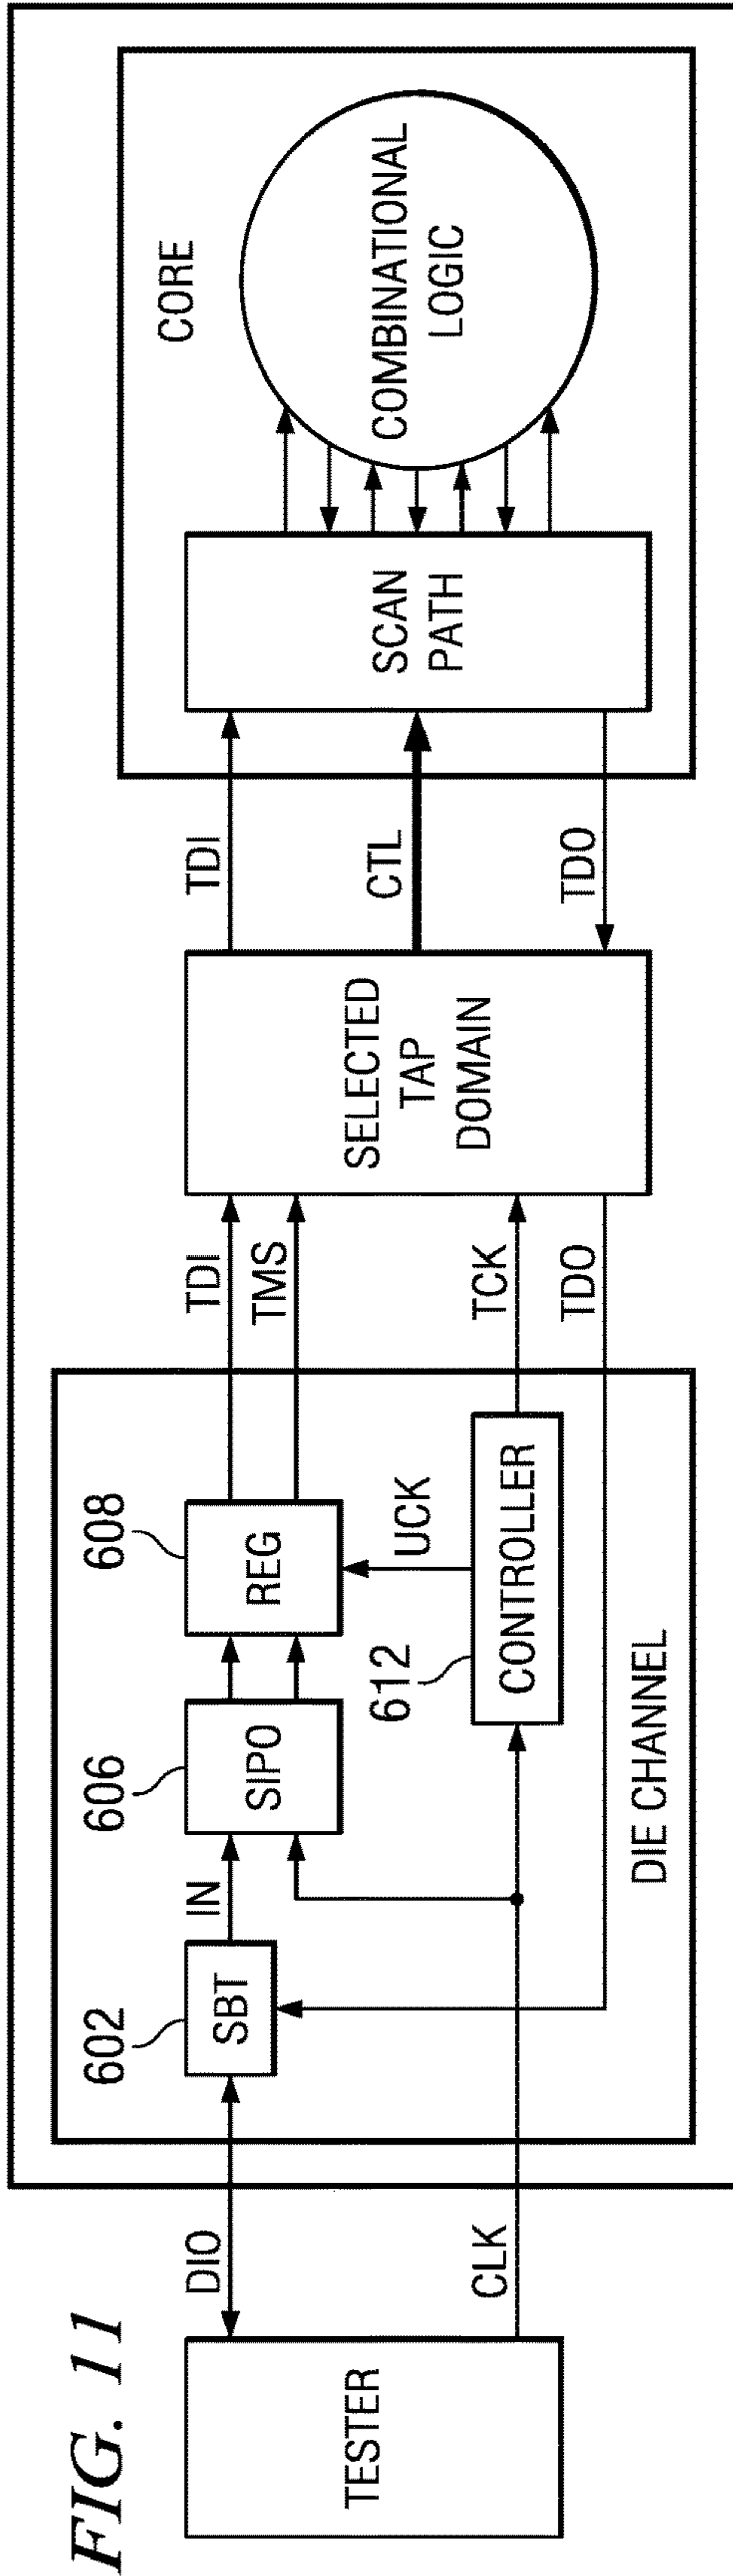 FIG. 11
TESTER
DIO
CLK
602
SBT
IN
606
SIPO
608
REG
UCK
612
CONTROLLER
DIE CHANNEL
TDI
TMS
TCK
TDO
SELECTED
TAP
DOMAIN
TDI
CTL
TDO
CORE
SCAN
PATH
COMBINATIONAL
LOGIC